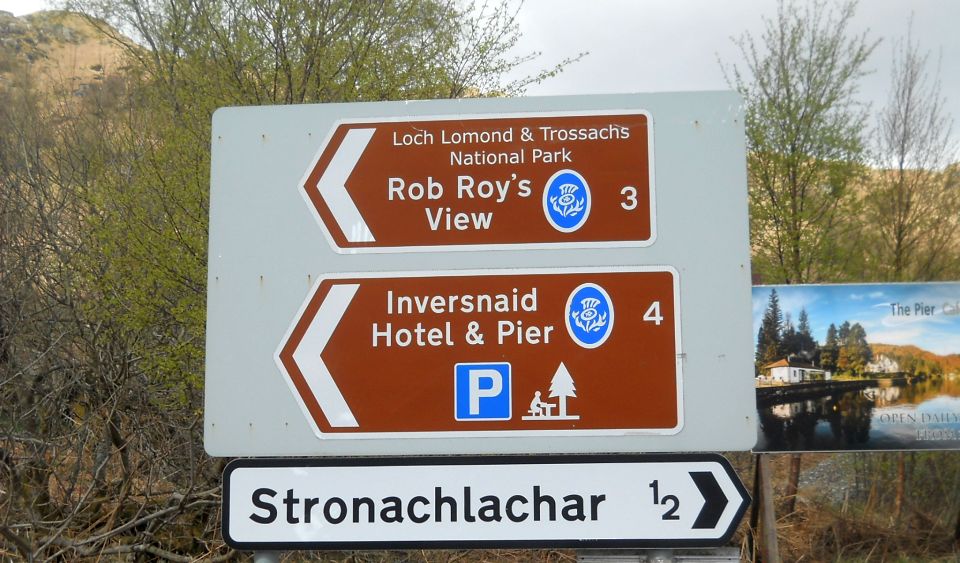 Loch Lomond & Trossachs
National Park
Rob Roy's
View
3
Inversnaid
Hotel & Pier
4
P
Stronachlachar 1/2
The Pier
OPEN DAILY
FROM